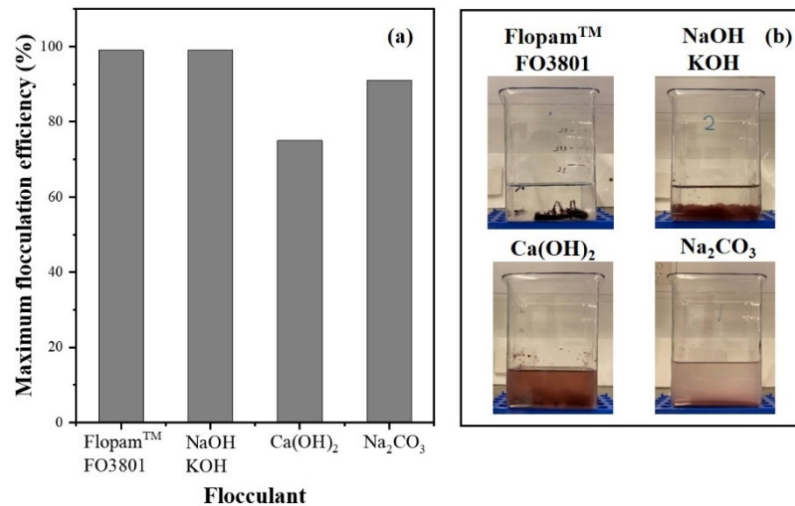 (a)
100
80
60
40
20
0
Maximum flocculation efficiency (%)
Flopam™
FO3801
NaOH
KOH
Ca(OH)₂
Na₂CO₃
Flocculant
(b)
Flopam™
FO3801
NaOH
KOH
2
Ca(OH)₂
Na₂CO₃
1